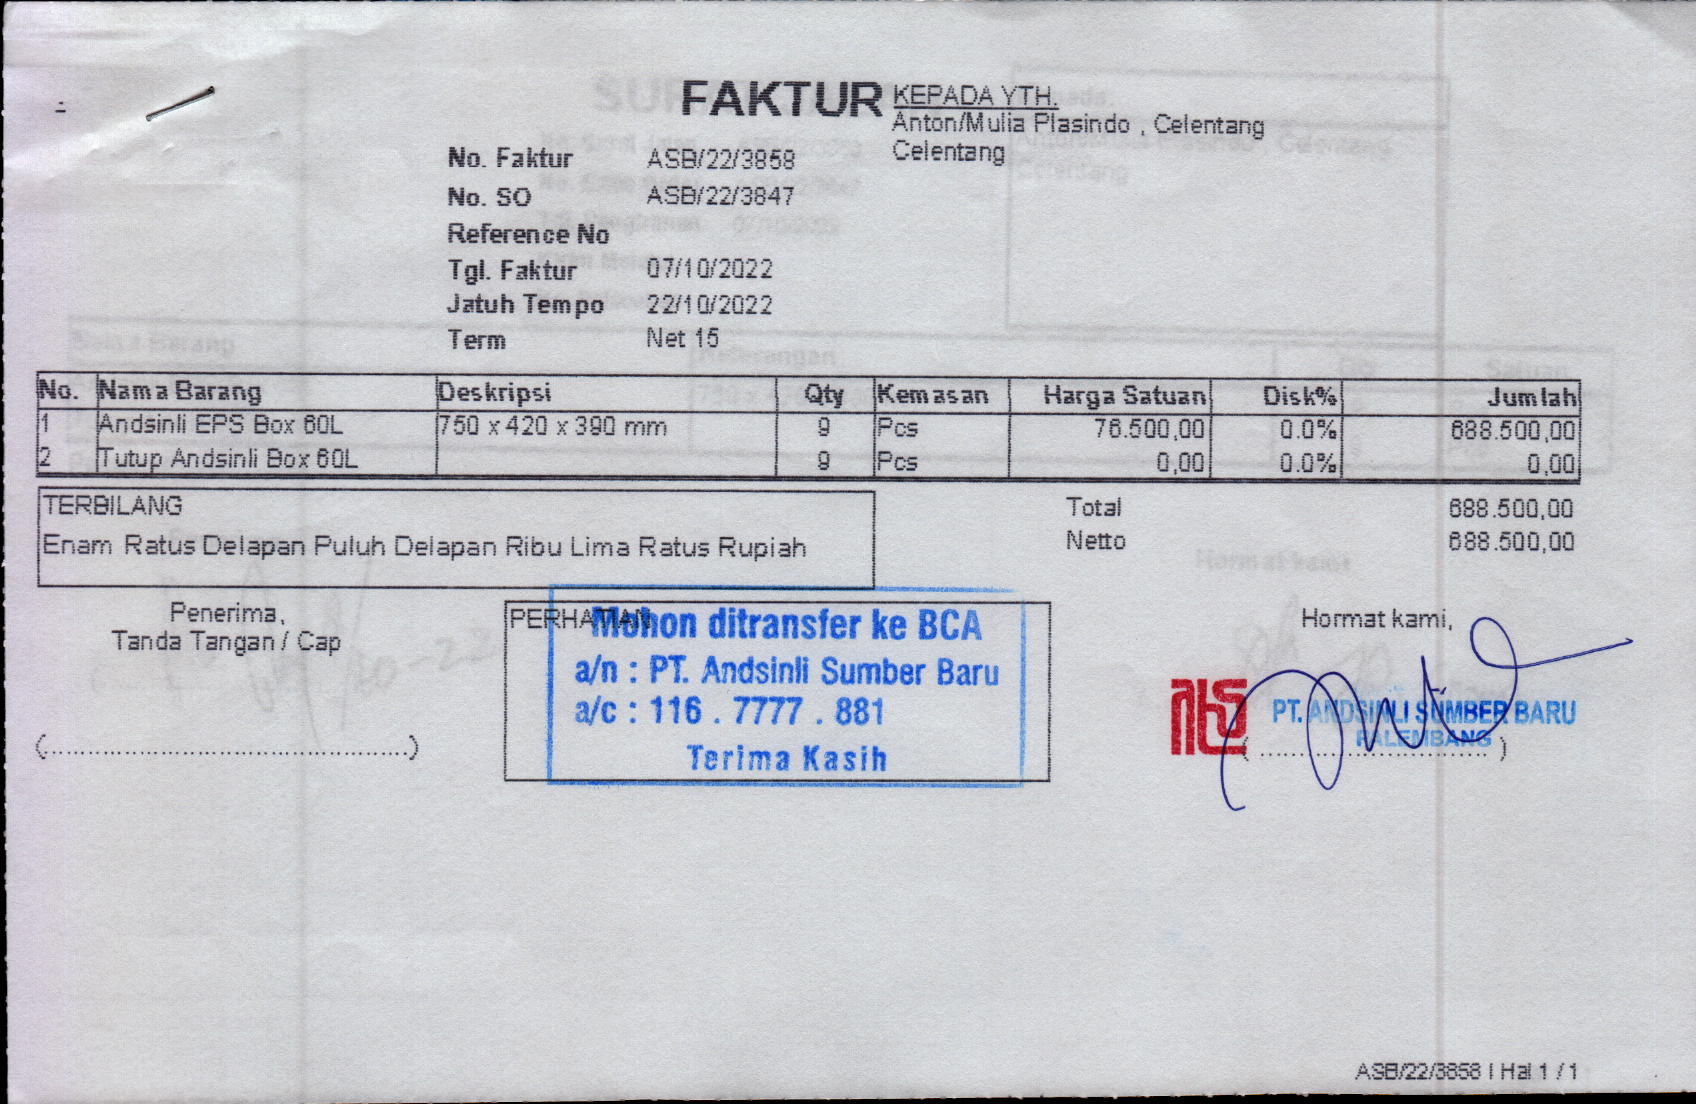 FAKTUR
KEPADA YTH.
Anton/Mulia Plasindo , Celentang
Celentang
No. Faktur ASB/22/3858
No. SO ASB/22/3847
Reference No
Tgl. Faktur 07/10/2022
Jatuh Tempo 22/10/2022
Term Net 15
No. Nama Barang Deskripsi Qty Kemasan Harga Satuan Disk% Jumlah
1 Andsinli EPS Box 60L 750 x 420 x 390 mm 9 Pcs 76.500,00 0.0% 688.500,00
2 Tutup Andsinli Box 60L 9 Pcs 0,00 0.0% 0,00
TERBILANG
Enam Ratus Delapan Puluh Delapan Ribu Lima Ratus Rupiah
Total 688.500,00
Netto 688.500,00
Penerima,
Tanda Tangan / Cap
(..........................................................)
PERHATIAN
Mohon ditransfer ke BCA
a/n : PT. Andsinli Sumber Baru
a/c : 116 . 7777 . 881
Terima Kasih
Hormat kami,
PT. ANDSINLI SUMBER BARU
PALEMBANG
(.....................................)
ASB/22/3858 | Hal 1 / 1